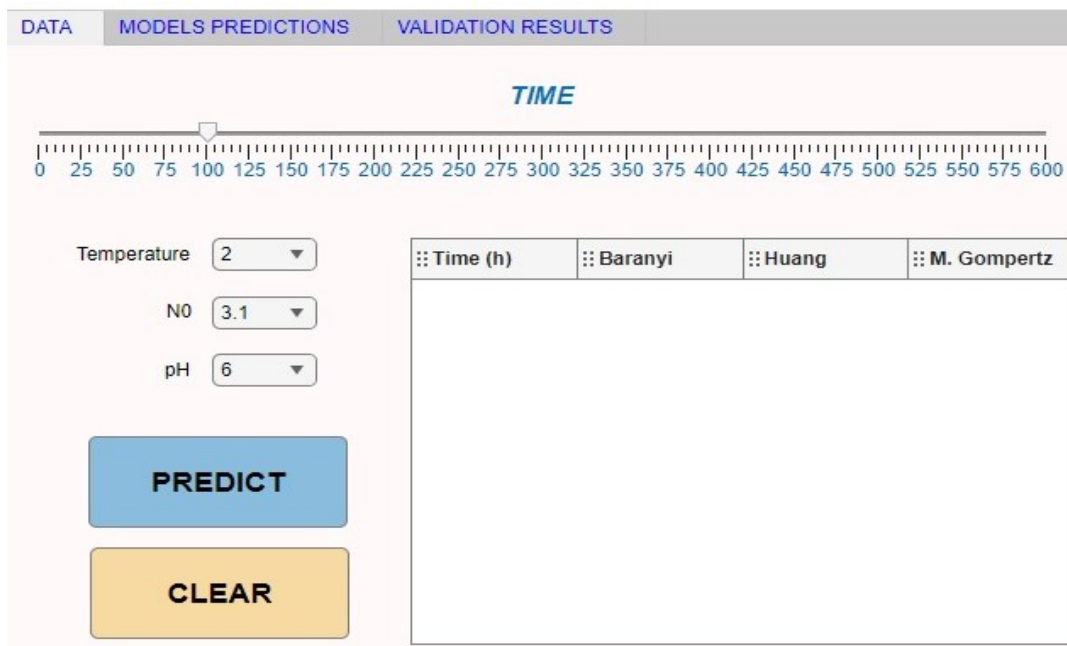 DATA MODELS PREDICTIONS VALIDATION RESULTS
TIME
0 25 50 75 100 125 150 175 200 225 250 275 300 325 350 375 400 425 450 475 500 525 550 575 600
Temperature 2
Time (h) Baranyi Huang M. Gompertz
N0 3.1
pH 6
PREDICT
CLEAR